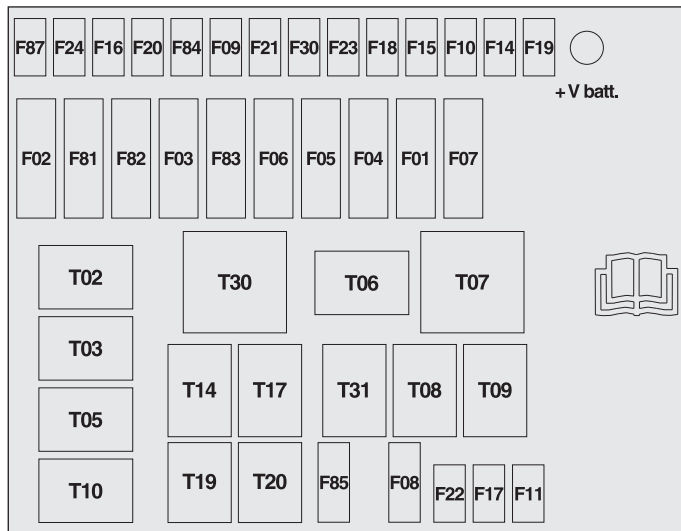 F87 F24 F16 F20 F84 F09 F21 F30 F23 F18 F15 F10 F14 F19
+ V batt.
F02 F81 F82 F03 F83 F06 F05 F04 F01 F07
T02 T30 T06 T07
T03
T14 T17 T31 T08 T09
T05
T19 T20 F85 F08 F22 F17 F11
T10